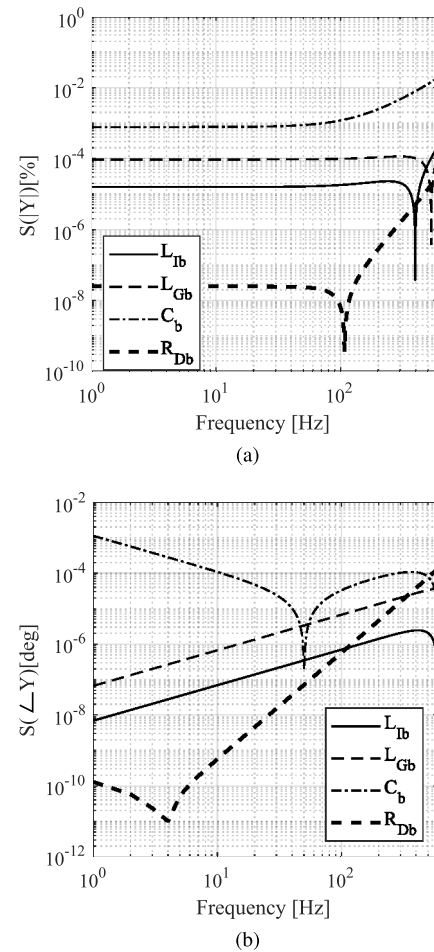 10^0
10^-2
10^-4
10^-6
10^-8
10^-10
S(|Y|)[%]
L_Ib
L_Gb
C_b
R_Db
10^0 10^1 10^2
Frequency [Hz]
(a)
10^-2
10^-4
10^-6
10^-8
10^-10
10^-12
S(∠Y)[deg]
L_Ib
L_Gb
C_b
R_Db
10^0 10^1 10^2
Frequency [Hz]
(b)